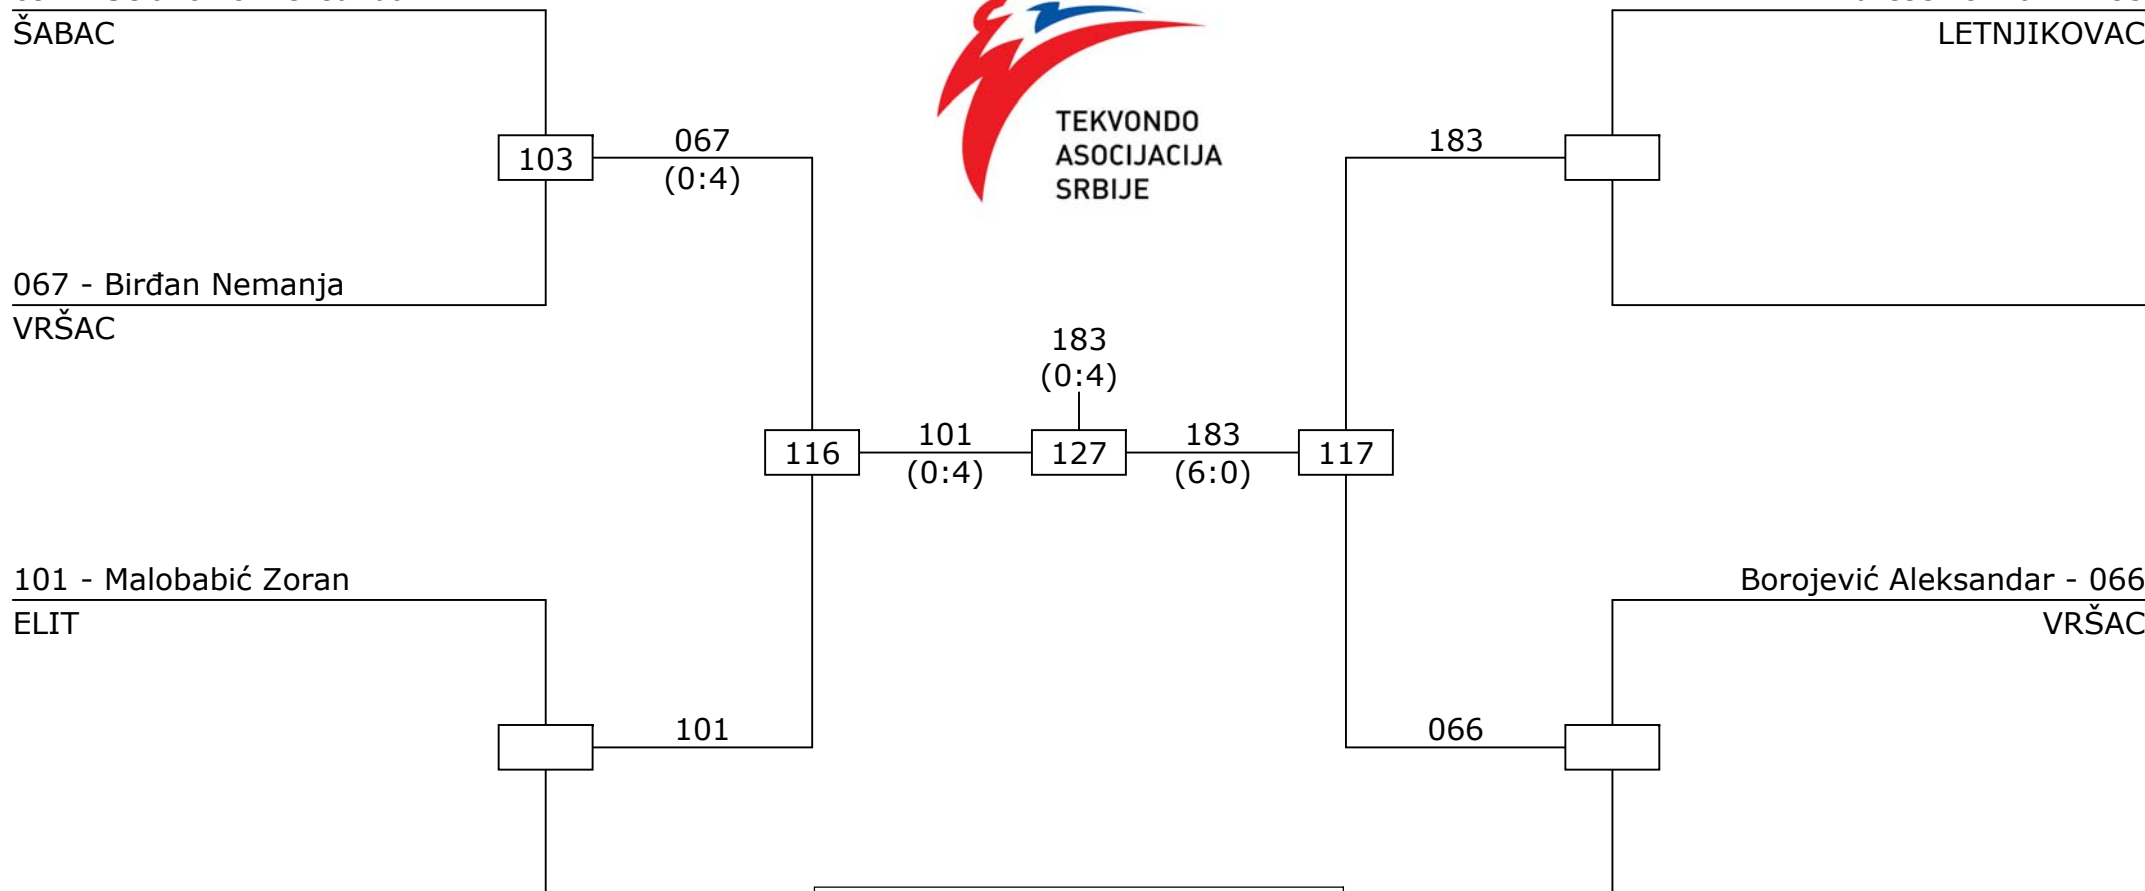 ŠABAC
LETNJIKOVAC
TEKVONDO
ASOCIJACIJA
SRBIJE
103
067
(0:4)
183
067 - Birđan Nemanja
VRŠAC
183
(0:4)
116
101
(0:4)
127
183
(6:0)
117
101 - Malobabić Zoran
ELIT
Borojević Aleksandar - 066
VRŠAC
101
066